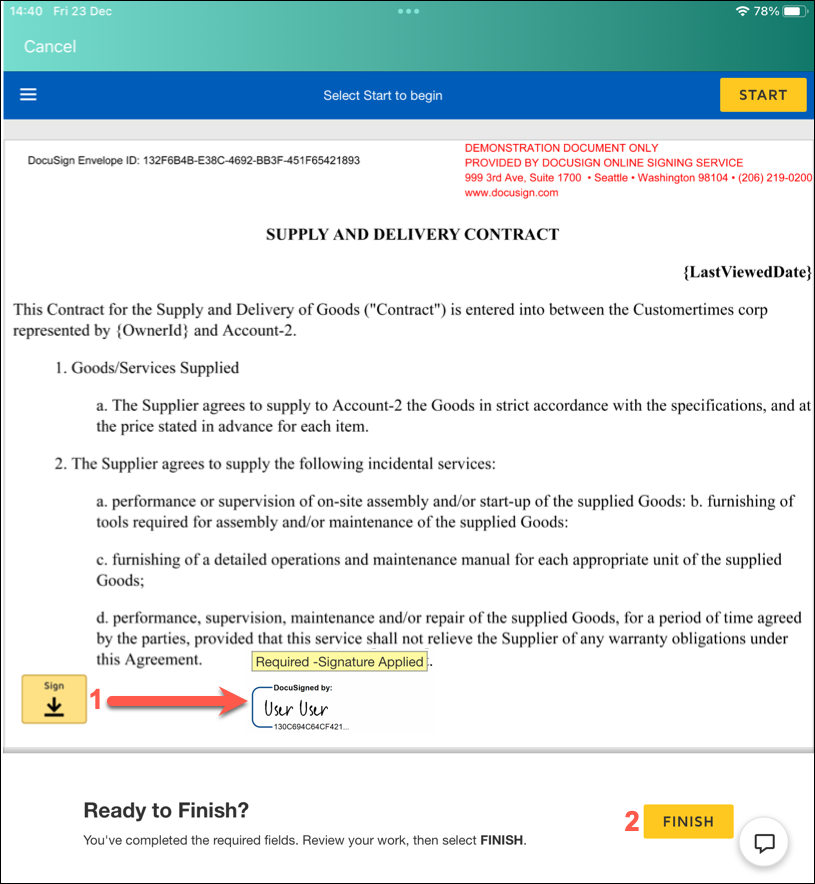 14:40 Fri 23 Dec
78%
Cancel
Select Start to begin
START
DocuSign Envelope ID: 132F6B4B-E38C-4692-BB3F-451F65421893
DEMONSTRATION DOCUMENT ONLY
PROVIDED BY DOCUSIGN ONLINE SIGNING SERVICE
999 3rd Ave, Suite 1700 • Seattle • Washington 98104 • (206) 219-0200
www.docusign.com
SUPPLY AND DELIVERY CONTRACT
{LastViewedDate}
This Contract for the Supply and Delivery of Goods ("Contract") is entered into between the Customertimes corp
represented by {OwnerId} and Account-2.
1. Goods/Services Supplied
a. The Supplier agrees to supply to Account-2 the Goods in strict accordance with the specifications, and at
the price stated in advance for each item.
2. The Supplier agrees to supply the following incidental services:
a. performance or supervision of on-site assembly and/or start-up of the supplied Goods: b. furnishing of
tools required for assembly and/or maintenance of the supplied Goods:
c. furnishing of a detailed operations and maintenance manual for each appropriate unit of the supplied
Goods;
d. performance, supervision, maintenance and/or repair of the supplied Goods, for a period of time agreed
by the parties, provided that this service shall not relieve the Supplier of any warranty obligations under
this Agreement.
Required -Signature Applied
Sign
1
DocuSigned by:
User User
130C694C64CF421...
Ready to Finish?
You've completed the required fields. Review your work, then select FINISH.
2
FINISH